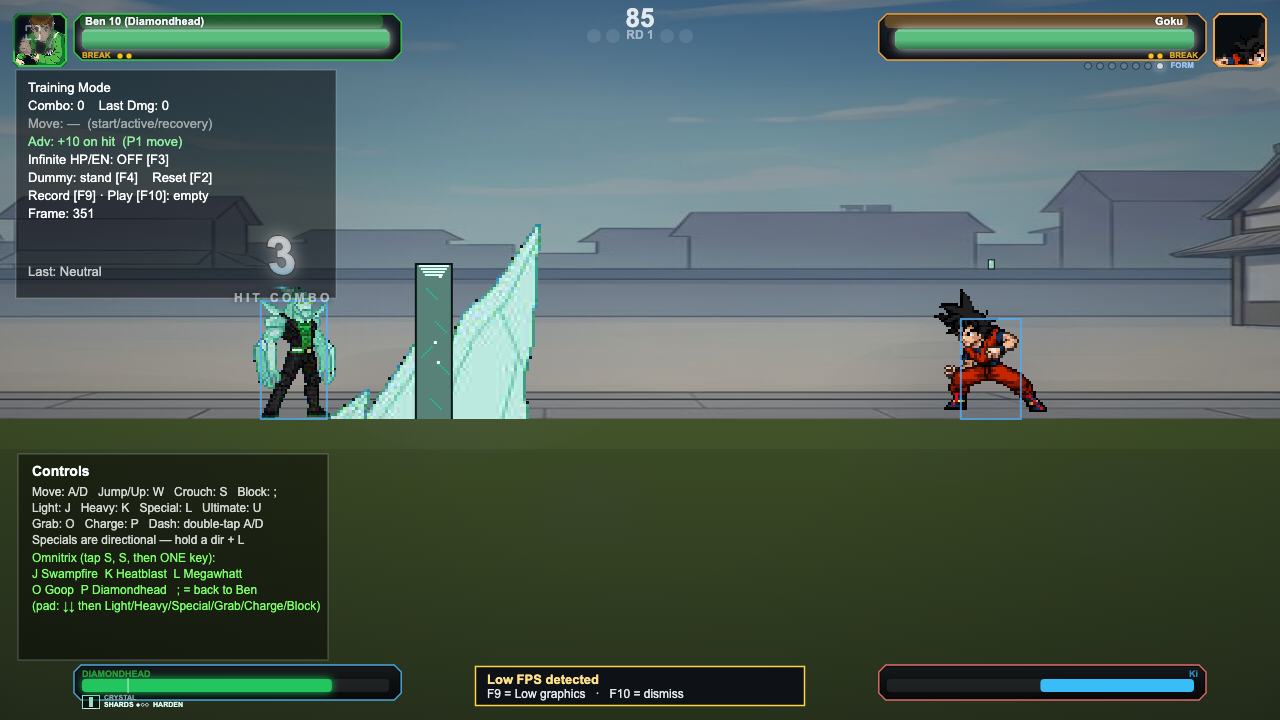 Ben 10 (Diamondhead)
BREAK
85
RD 1
Goku
BREAK
FORM
Training Mode
Combo: 0 Last Dmg: 0
Move: — (start/active/recovery)
Adv: +10 on hit (P1 move)
Infinite HP/EN: OFF [F3]
Dummy: stand [F4] Reset [F2]
Record [F9] · Play [F10]: empty
Frame: 351
Last: Neutral
3
HIT COMBO
Controls
Move: A/D Jump/Up: W Crouch: S Block: ;
Light: J Heavy: K Special: L Ultimate: U
Grab: O Charge: P Dash: double-tap A/D
Specials are directional — hold a dir + L
Omnitrix (tap S, S, then ONE key):
J Swampfire K Heatblast L Megawhatt
O Goop P Diamondhead ; = back to Ben
(pad: ↓↓ then Light/Heavy/Special/Grab/Charge/Block)
DIAMONDHEAD
CRYSTAL
SHARDS ●○○ HARDEN
Low FPS detected
F9 = Low graphics · F10 = dismiss
Ki